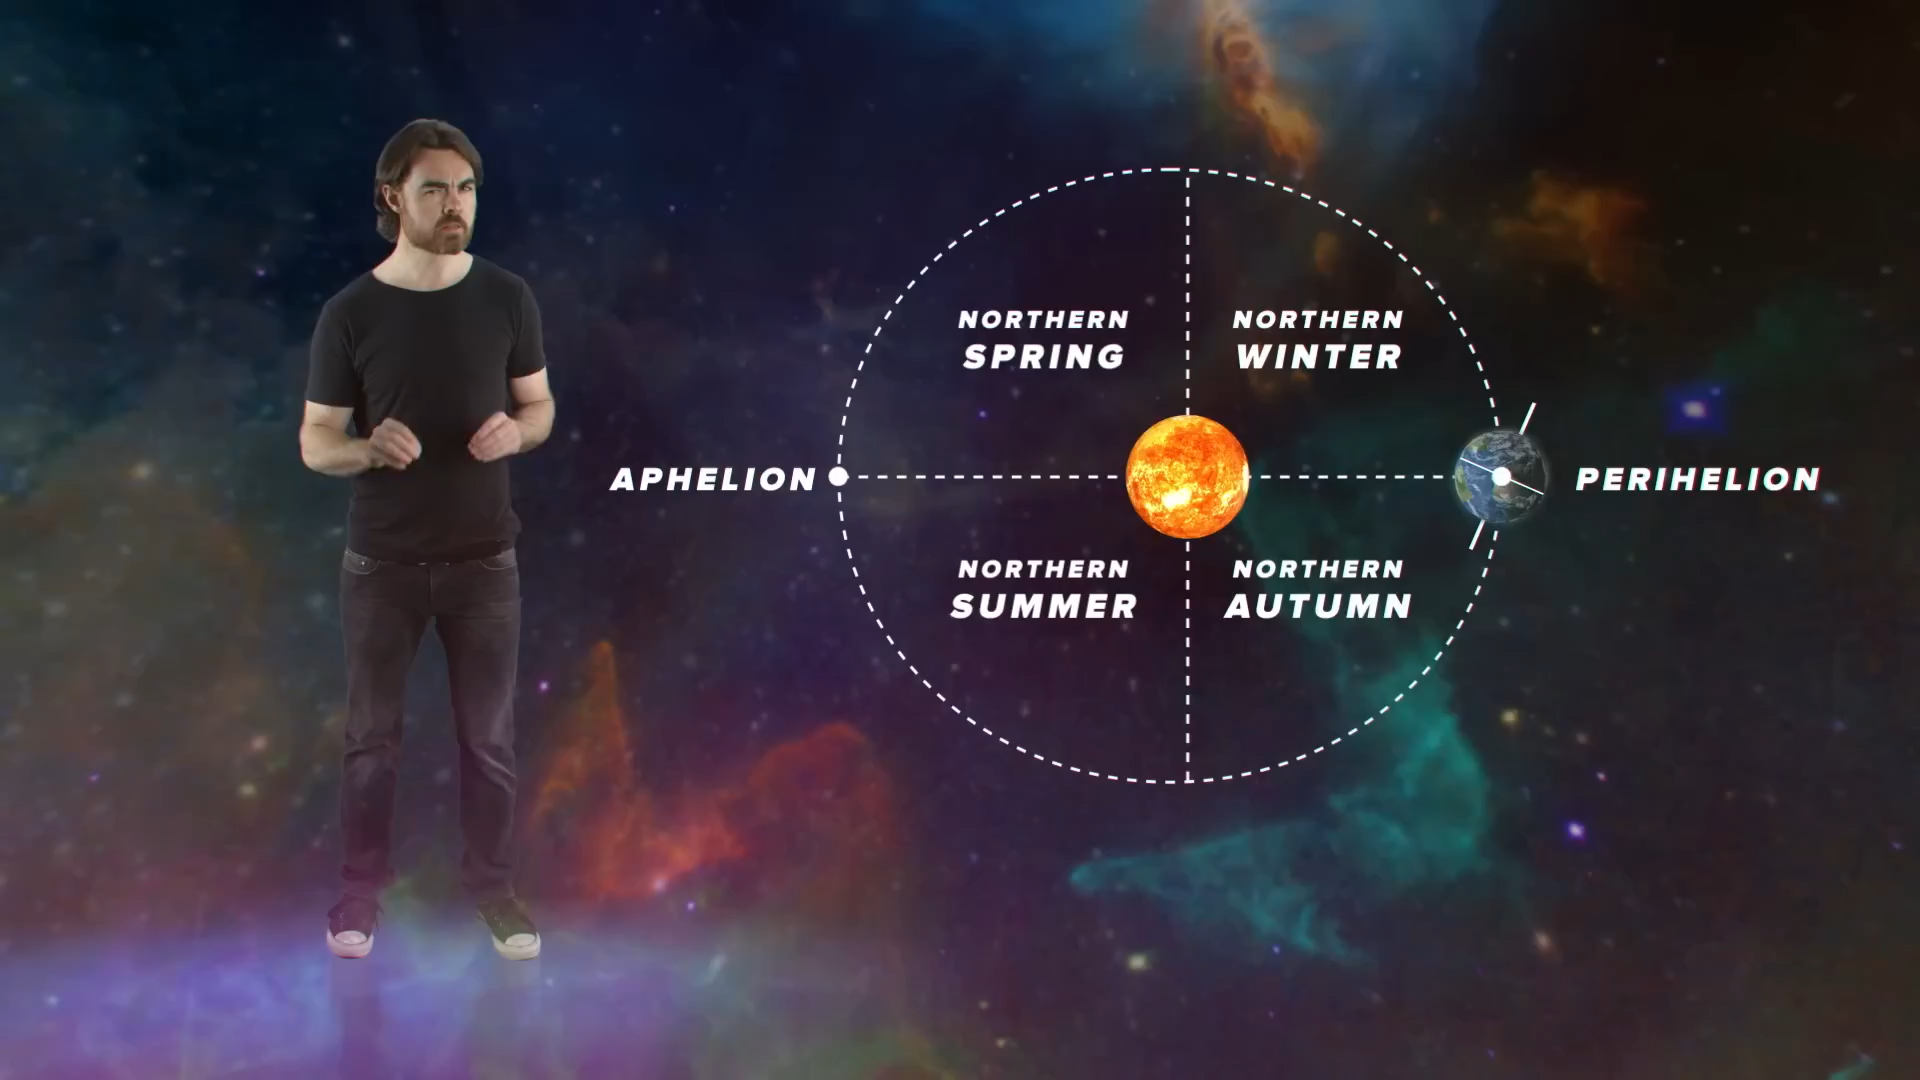 NORTHERN
SPRING
NORTHERN
WINTER
APHELION
PERIHELION
NORTHERN
SUMMER
NORTHERN
AUTUMN